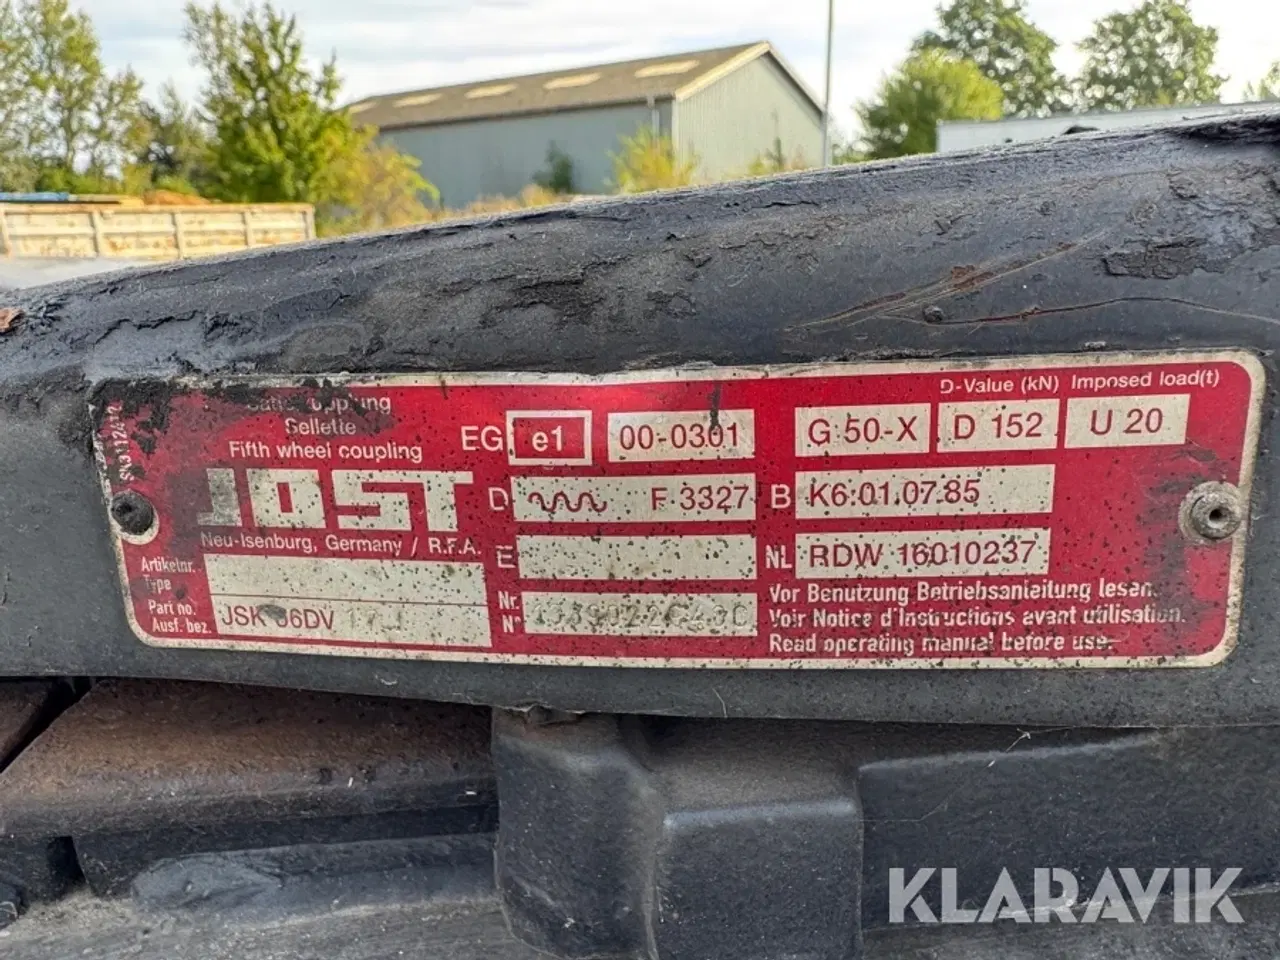 D-Value (kN) Imposed load(t)
Sellette
Fifth wheel coupling
EG e1 00-0301 G 50-X D 152 U 20
JOST
D F 3327 B K6:01.07.85
Neu-Isenburg, Germany / R.F.A.
E NL RDW 16010237
Artikelnr.
Type
Part no.
Ausf. bez.
JSK 36DV
Nr.
N°
Vor Benutzung Betriebsanleitung lesen.
Voir Notice d'Instructions avant utilisation.
Read operating manual before use.
KLARAVIK